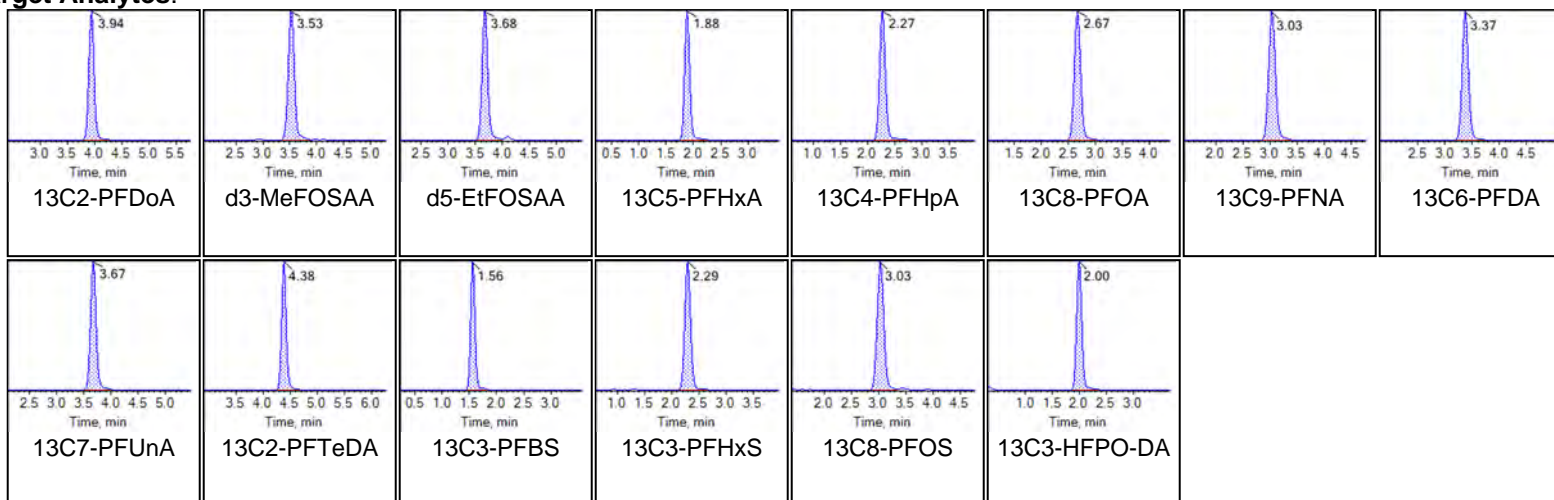 rget Analytes:
3.94 3.53 3.68 1.88 2.27 2.67 3.03 3.37
3.0 3.5 4.0 4.5 5.0 5.5 2.5 3.0 3.5 4.0 4.5 5.0 2.5 3.0 3.5 4.0 4.5 5.0 0.5 1.0 1.5 2.0 2.5 3.0 1.0 1.5 2.0 2.5 3.0 3.5 1.5 2.0 2.5 3.0 3.5 4.0 2.0 2.5 3.0 3.5 4.0 4.5 2.5 3.0 3.5 4.0 4.5
Time, min Time, min Time, min Time, min Time, min Time, min Time, min Time, min
13C2-PFDoA d3-MeFOSAA d5-EtFOSAA 13C5-PFHxA 13C4-PFHpA 13C8-PFOA 13C9-PFNA 13C6-PFDA
3.67 4.38 1.56 2.29 3.03 2.00
2.5 3.0 3.5 4.0 4.5 5.0 3.5 4.0 4.5 5.0 5.5 6.0 0.5 1.0 1.5 2.0 2.5 3.0 1.0 1.5 2.0 2.5 3.0 3.5 2.0 2.5 3.0 3.5 4.0 4.5 1.0 1.5 2.0 2.5 3.0
Time, min Time, min Time, min Time, min Time, min Time, min
13C7-PFUnA 13C2-PFTeDA 13C3-PFBS 13C3-PFHxS 13C8-PFOS 13C3-HFPO-DA